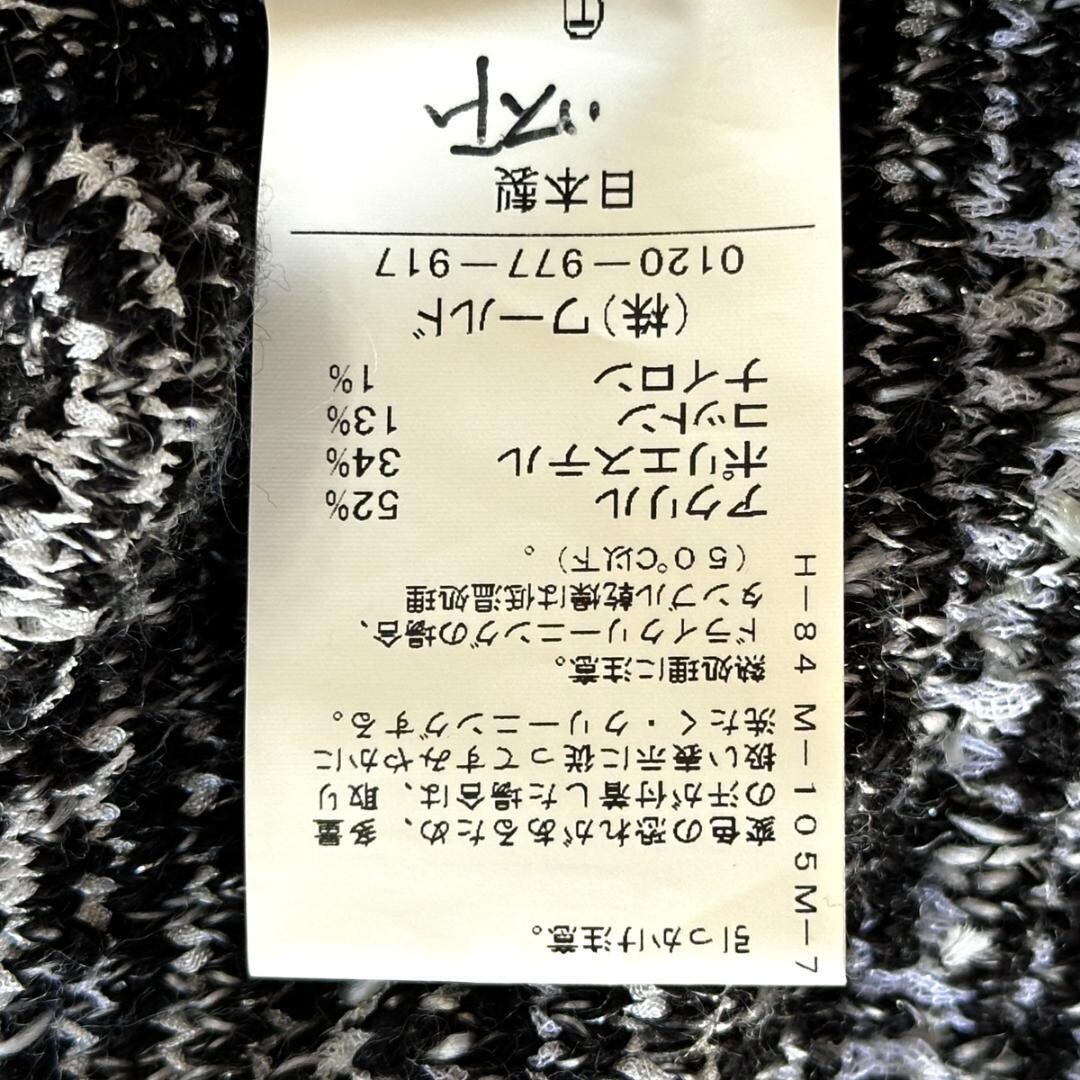 引っかけ注意。
変色の恐れがあるため、多量
の汗が付着した場合は、取り
扱い表示に従ってすみやかに
洗たく・クリーニングする。
熱処理に注意。
ドライクリーニングの場合、
タンブル乾燥は低温処理
（50℃以下）。
H-84 M-105M-7
アクリル 52%
ポリエステル 34%
コットン 13%
ナイロン 1%
（株）ワールド
0120-977-917
日本製